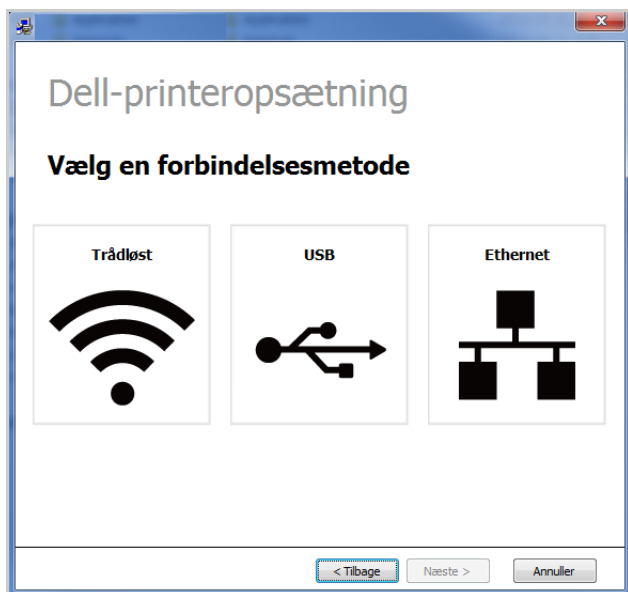 Dell-printeropsætning
Vælg en forbindelsesmetode
Trådløst
USB
Ethernet
< Tilbage
Næste >
Annuller